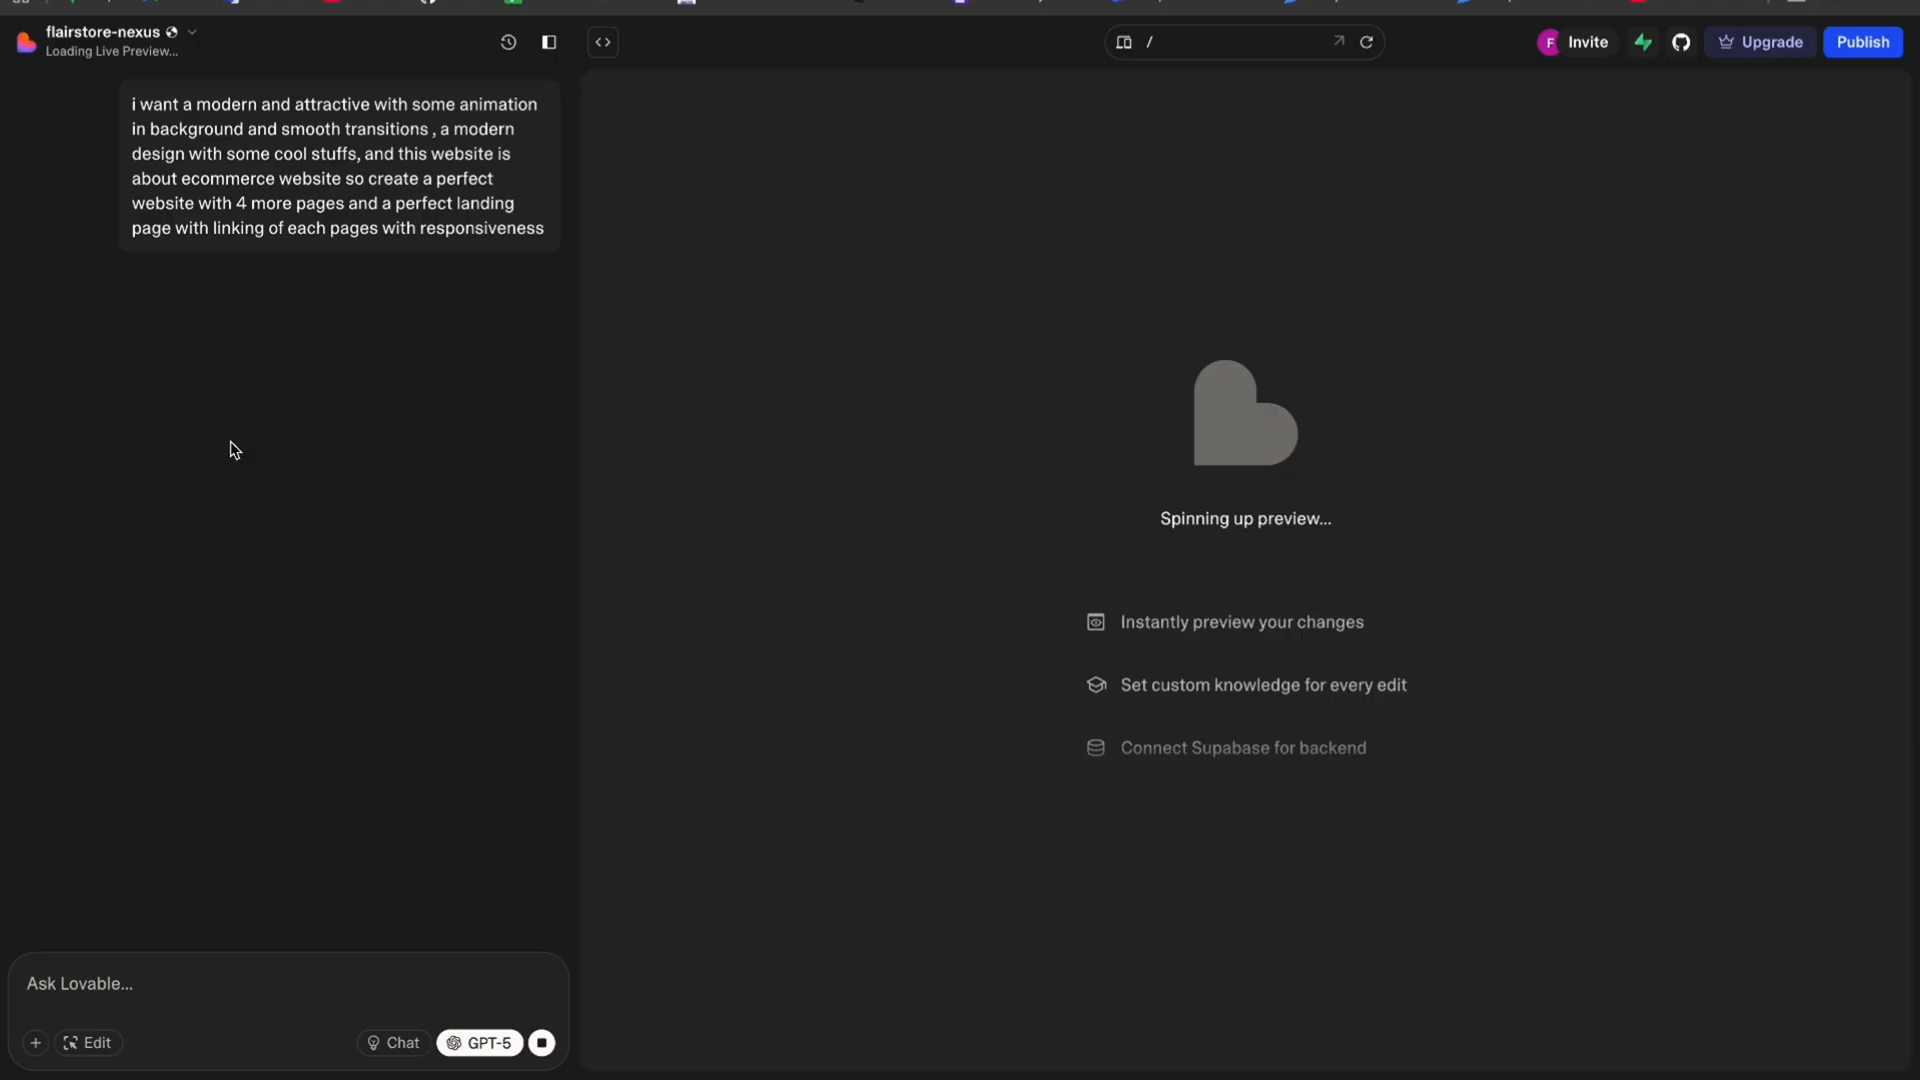 flairstore-nexus
Loading Live Preview...
/
F Invite
Upgrade
Publish
i want a modern and attractive with some animation
in background and smooth transitions , a modern
design with some cool stuffs, and this website is
about ecommerce website so create a perfect
website with 4 more pages and a perfect landing
page with linking of each pages with responsiveness
Spinning up preview...
Instantly preview your changes
Set custom knowledge for every edit
Connect Supabase for backend
Ask Lovable...
Edit
Chat
GPT-5